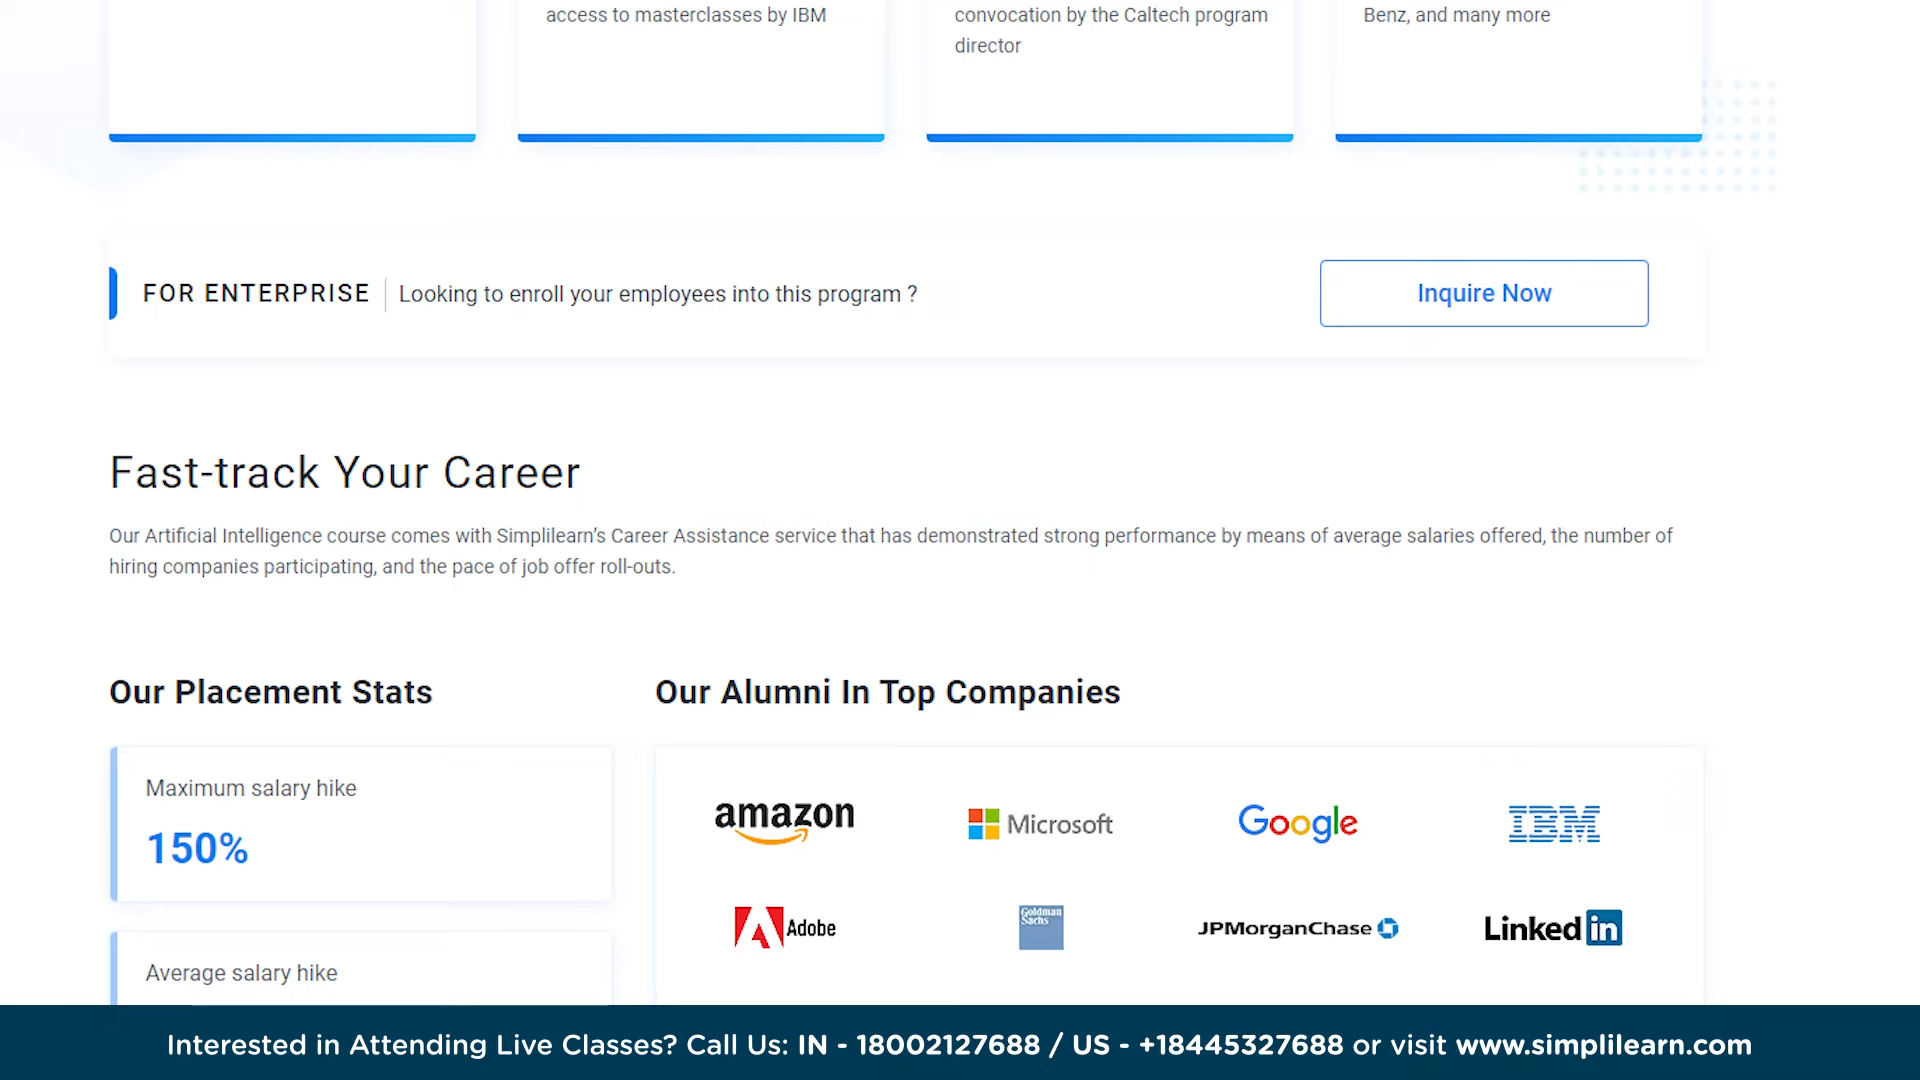 access to masterclasses by IBM
convocation by the Caltech program
director
Benz, and many more
FOR ENTERPRISE
Looking to enroll your employees into this program ?
Inquire Now
Fast-track Your Career
Our Artificial Intelligence course comes with Simplilearn’s Career Assistance service that has demonstrated strong performance by means of average salaries offered, the number of
hiring companies participating, and the pace of job offer roll-outs.
Our Placement Stats
Maximum salary hike
150%
Average salary hike
Our Alumni In Top Companies
amazon
Microsoft
Google
IBM
Adobe
Goldman
Sachs
JPMorganChase
Linked in
Interested in Attending Live Classes? Call Us: IN - 18002127688 / US - +18445327688 or visit www.simplilearn.com